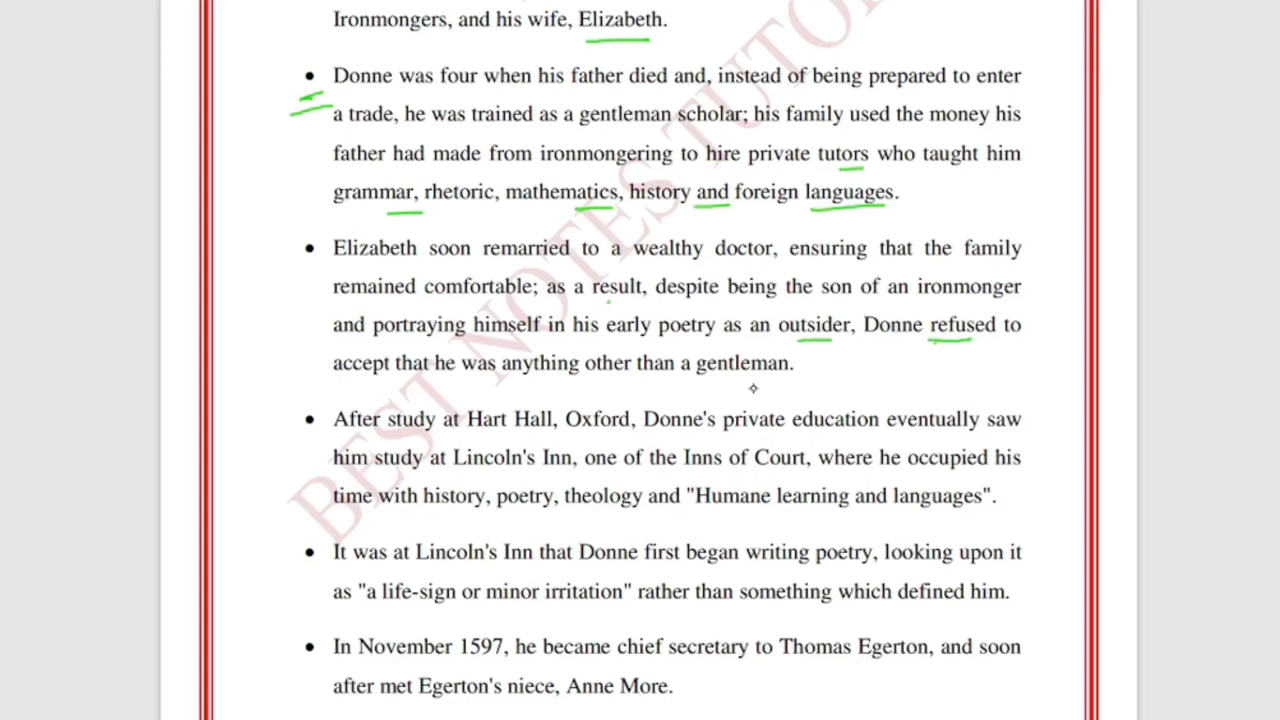 Ironmongers, and his wife, Elizabeth.
• Donne was four when his father died and, instead of being prepared to enter
a trade, he was trained as a gentleman scholar; his family used the money his
father had made from ironmongering to hire private tutors who taught him
grammar, rhetoric, mathematics, history and foreign languages.
• Elizabeth soon remarried to a wealthy doctor, ensuring that the family
remained comfortable; as a result, despite being the son of an ironmonger
and portraying himself in his early poetry as an outsider, Donne refused to
accept that he was anything other than a gentleman.
• After study at Hart Hall, Oxford, Donne's private education eventually saw
him study at Lincoln's Inn, one of the Inns of Court, where he occupied his
time with history, poetry, theology and "Humane learning and languages".
• It was at Lincoln's Inn that Donne first began writing poetry, looking upon it
as "a life-sign or minor irritation" rather than something which defined him.
• In November 1597, he became chief secretary to Thomas Egerton, and soon
after met Egerton's niece, Anne More.
BEST NOTES TUTOR